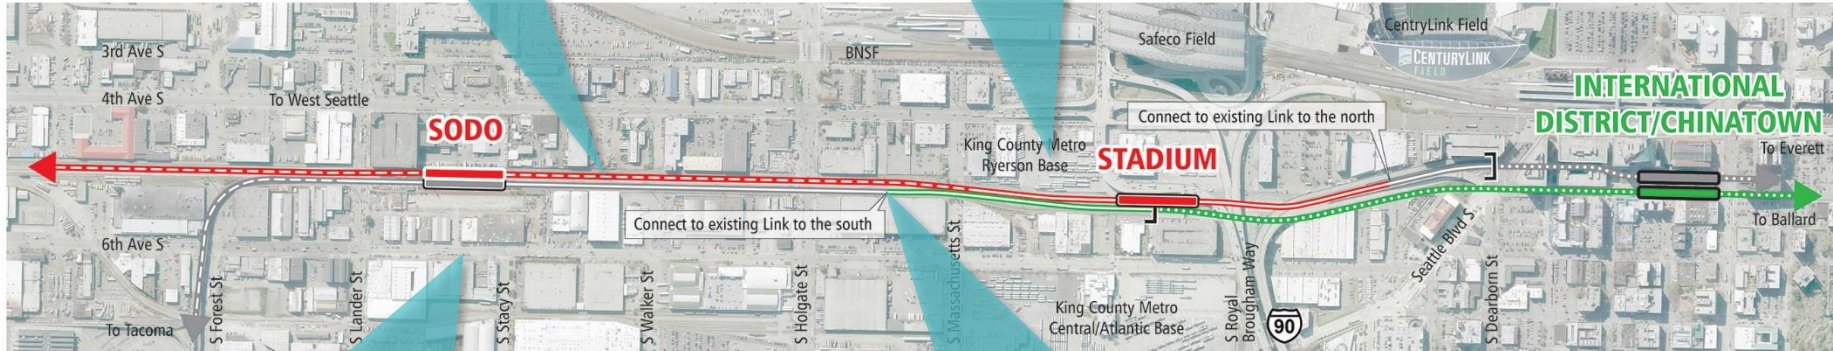 3rd Ave S
4th Ave S
To West Seattle
SODO
BNSF
Safeco Field
CentryLink Field
CENTURYLINK
FIELD
INTERNATIONAL
DISTRICT/CHINATOWN
To Everett
Connect to existing Link to the north
King County Metro
Ryerson Base
STADIUM
Connect to existing Link to the south
To Ballard
6th Ave S
To Tacoma
S Forest St
S Lander St
S Stacy St
S Walker St
S Holgate St
S Massachusetts St
King County Metro
Central/Atlantic Base
S Royal
Brougham Way
90
Seattle Blvd S
S Dearborn St